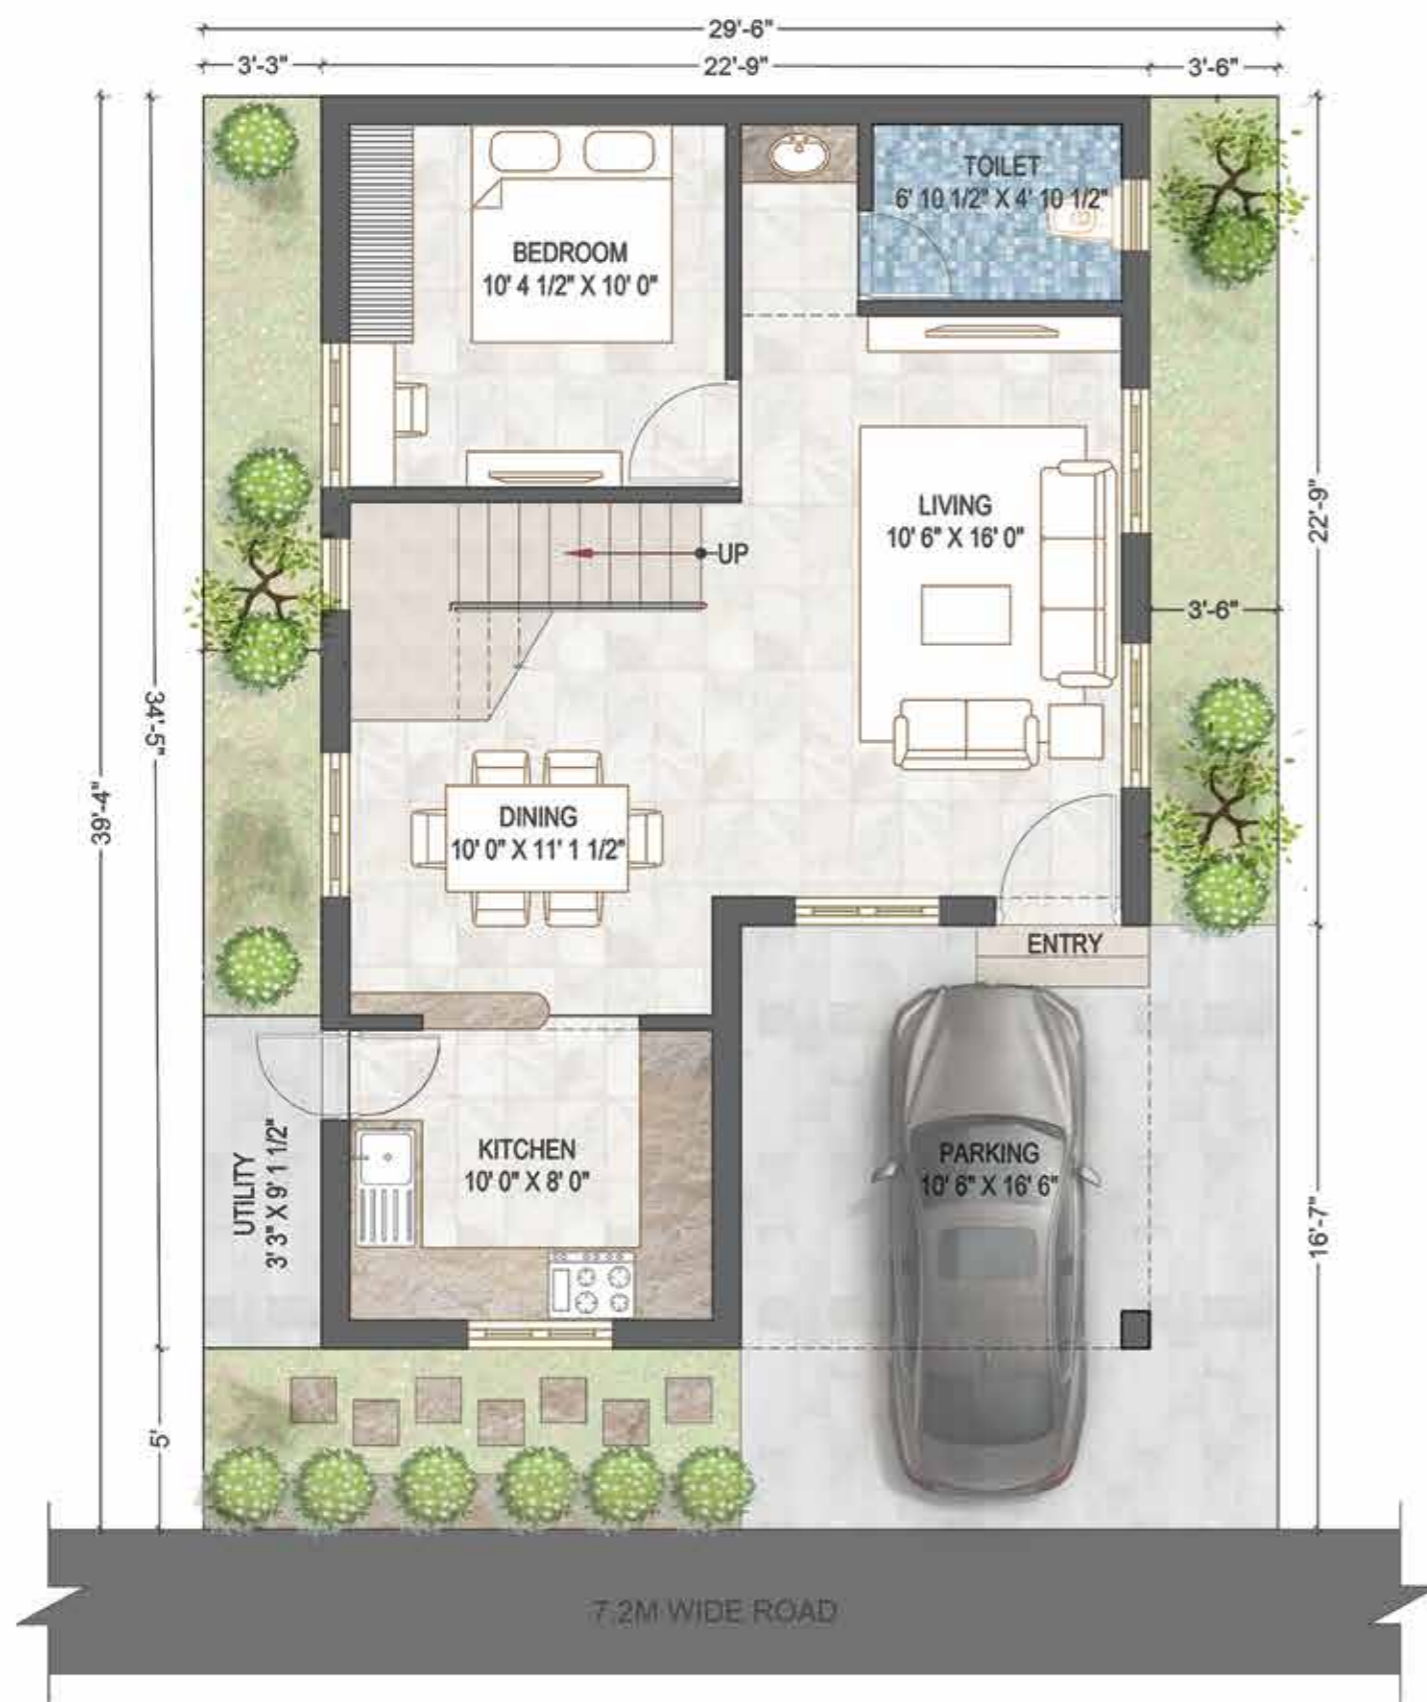 29'-6"
3'-3"
22'-9"
3'-6"
TOILET
6' 10 1/2" X 4' 10 1/2"
BEDROOM
10' 4 1/2" X 10' 0"
22'-9"
LIVING
10' 6" X 16' 0"
UP
3'-6"
34'-5"
39'-4"
DINING
10' 0" X 11' 1 1/2"
ENTRY
KITCHEN
10' 0" X 8' 0"
PARKING
10' 6" X 16' 6"
UTILITY
3' 3" X 9' 1 1/2"
16'-7"
5'
7.2M WIDE ROAD